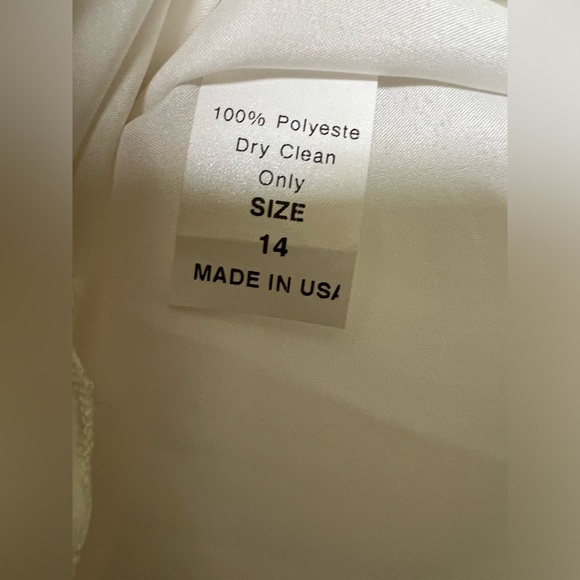 100% Polyeste
Dry Clean
Only
SIZE
14
MADE IN USA